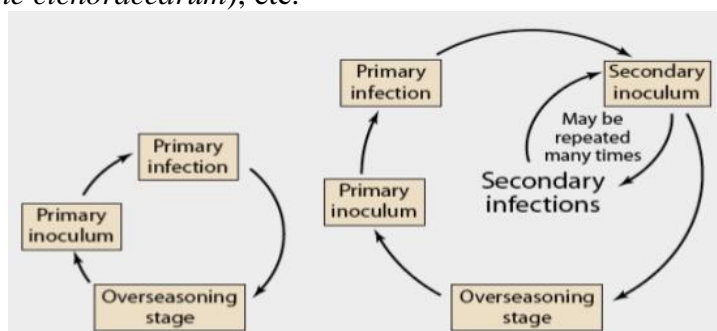 cichoracearum), etc.
Primary
infection
Primary
inoculum
Overseasoning
stage
Primary
infection
Secondary
inoculum
May be
repeated
many times
Secondary
infections
Primary
inoculum
Overseasoning
stage